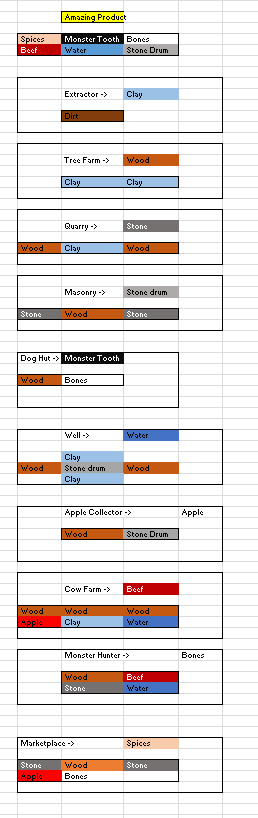 Amazing Product
Spices Monster Tooth Bones
Beef Water Stone Drum
Extractor -> Clay
Dirt
Tree Farm -> Wood
Clay Clay
Quarry -> Stone
Wood Clay Wood
Masonry -> Stone drum
Stone Wood Stone
Dog Hut -> Monster Tooth
Wood Bones
Well -> Water
Clay
Wood Stone drum Wood
Clay
Apple Collector -> Apple
Wood Stone Drum
Cow Farm -> Beef
Wood Wood Wood
Apple Clay Water
Monster Hunter -> Bones
Wood Beef
Stone Water
Marketplace -> Spices
Stone Wood Stone
Apple Bones